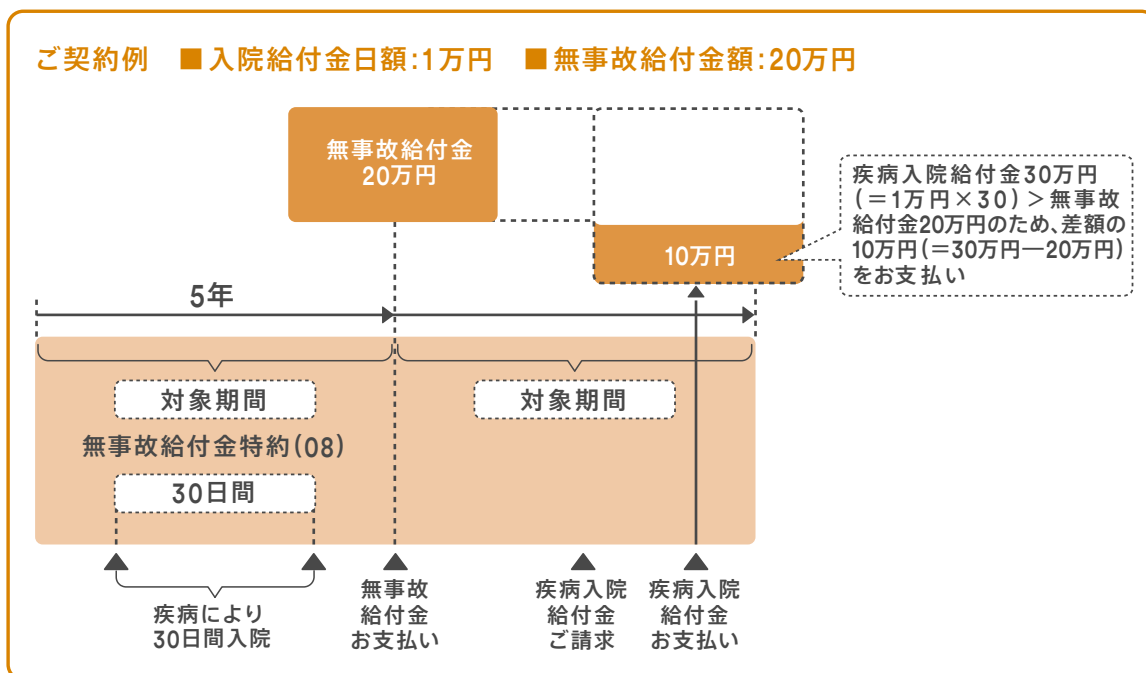 ご契約例 ■入院給付金日額:1万円 ■無事故給付金額:20万円
無事故給付金
20万円
疾病入院給付金30万円
(=1万円×30)>無事故
給付金20万円のため、差額の
10万円(=30万円―20万円)
をお支払い
10万円
5年
対象期間
対象期間
無事故給付金特約(08)
30日間
疾病により
30日間入院
無事故
給付金
お支払い
疾病入院
給付金
ご請求
疾病入院
給付金
お支払い